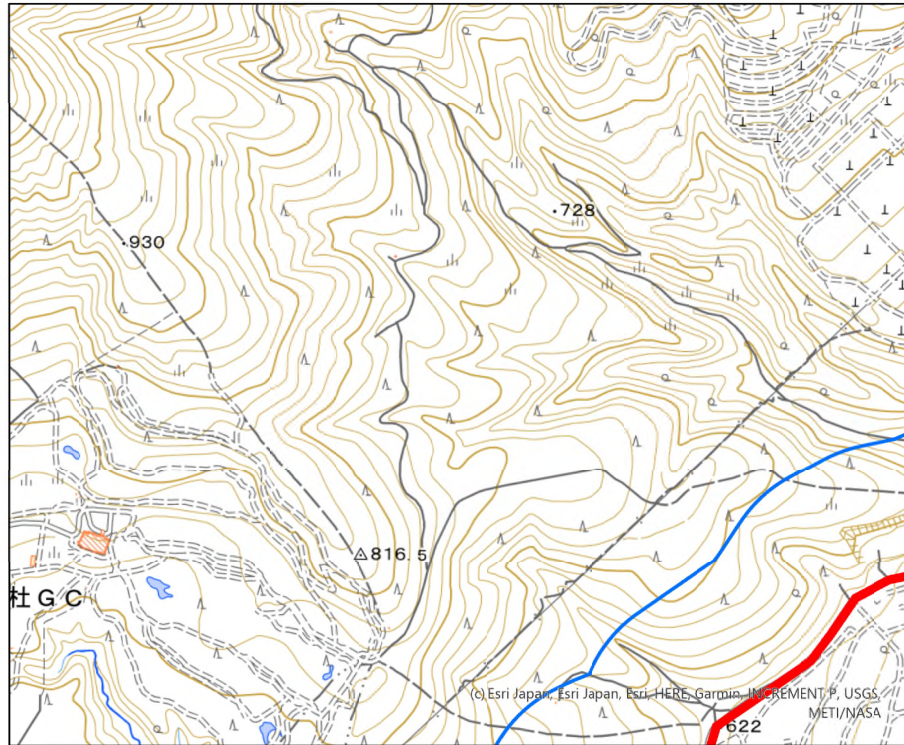 728
930
816.5
杜GC
(c) Esri Japan, Esri Japan, Esri, HERE, Garmin, INCREMENT P, USGS,
METI/NASA
622